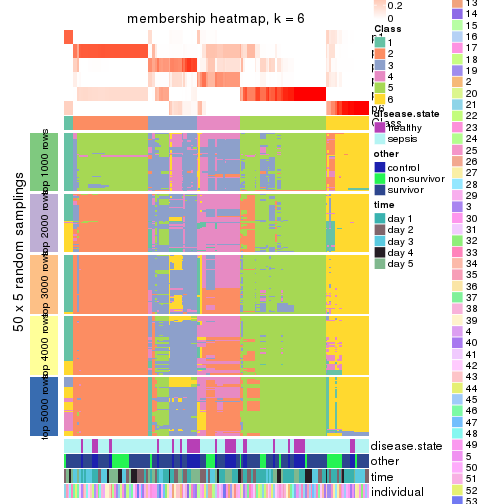 membership heatmap, k = 6
50 x 5 random samplings
top 1000 rows
top 2000 rows
top 3000 rows
top 4000 rows
top 5000 rows
0.2
0
Class
1
2
3
4
5
6
disease.state
healthy
sepsis
other
control
non-survivor
survivor
time
day 1
day 2
day 3
day 4
day 5
disease.state
other
time
individual
13
14
15
16
17
18
19
2
20
21
22
23
24
25
26
27
28
29
3
30
31
32
33
34
35
36
37
38
39
4
40
41
42
43
44
45
46
47
48
49
5
50
51
52